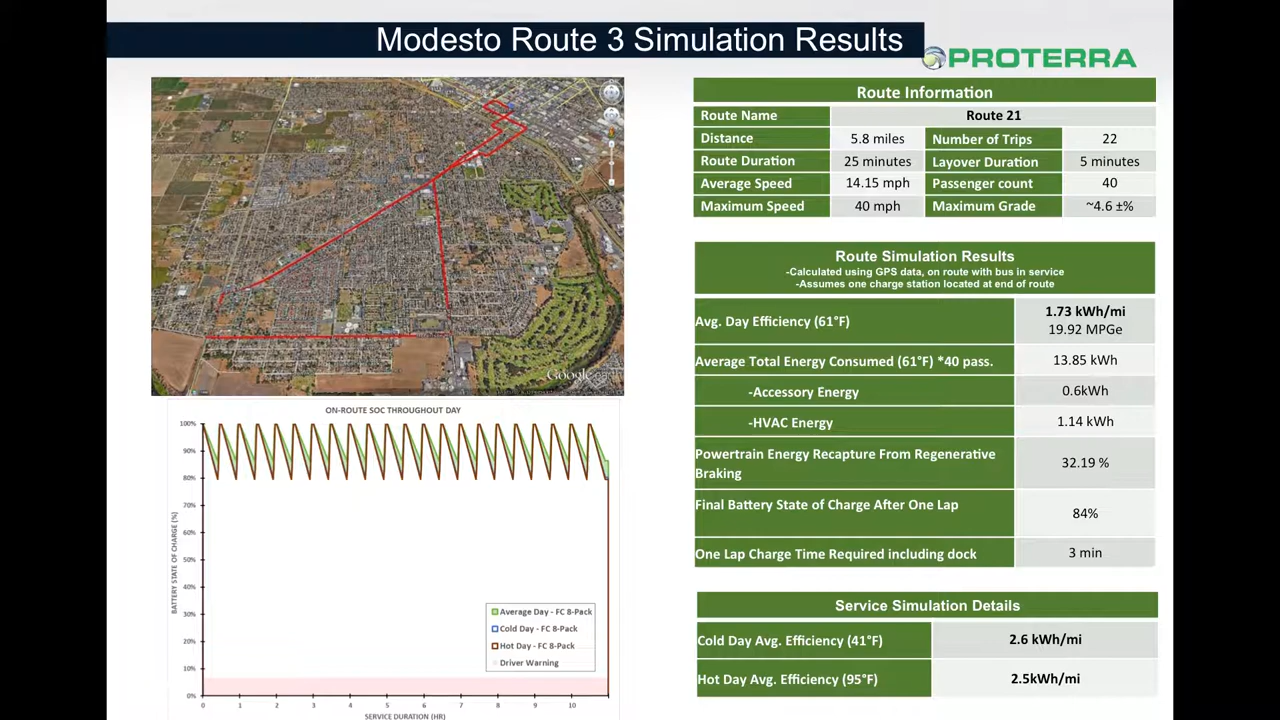 Modesto Route 3 Simulation Results
PROTERRA
Google earth
Route Information
Route Name Route 21
Distance 5.8 miles Number of Trips 22
Route Duration 25 minutes Layover Duration 5 minutes
Average Speed 14.15 mph Passenger count 40
Maximum Speed 40 mph Maximum Grade ~4.6 ±%
Route Simulation Results
-Calculated using GPS data, on route with bus in service
-Assumes one charge station located at end of route
Avg. Day Efficiency (61°F) 1.73 kWh/mi
19.92 MPGe
Average Total Energy Consumed (61°F) *40 pass. 13.85 kWh
-Accessory Energy 0.6kWh
-HVAC Energy 1.14 kWh
Powertrain Energy Recapture From Regenerative
Braking 32.19 %
Final Battery State of Charge After One Lap 84%
One Lap Charge Time Required including dock 3 min
Service Simulation Details
Cold Day Avg. Efficiency (41°F) 2.6 kWh/mi
Hot Day Avg. Efficiency (95°F) 2.5kWh/mi
ON-ROUTE SOC THROUGHOUT DAY
BATTERY STATE OF CHARGE (%)
100%
90%
80%
70%
60%
50%
40%
30%
20%
10%
0%
Average Day - FC 8-Pack
Cold Day - FC 8-Pack
Hot Day - FC 8-Pack
Driver Warning
0 1 2 3 4 5 6 7 8 9 10
SERVICE DURATION (HR)